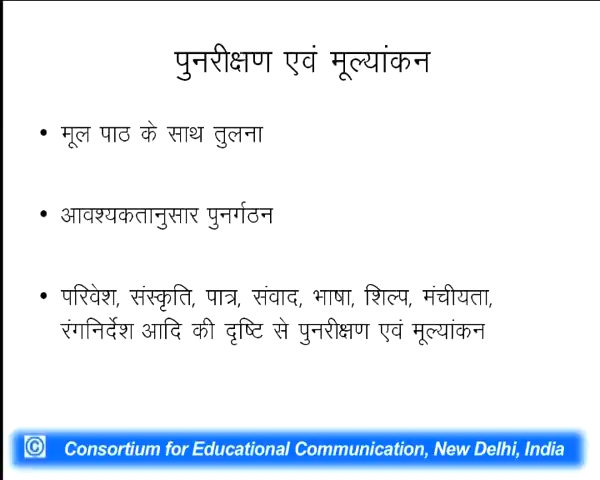 पुनरीक्षण एवं मूल्यांकन
• मूल पाठ के साथ तुलना
• आवश्यकतानुसार पुनर्गठन
• परिवेश, संस्कृति, पात्र, संवाद, भाषा, शिल्प, मंचीयता,
रंगनिर्देश आदि की दृष्टि से पुनरीक्षण एवं मूल्यांकन
© Consortium for Educational Communication, New Delhi, India